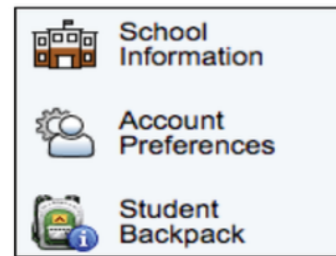 School
Information
Account
Preferences
Student
Backpack